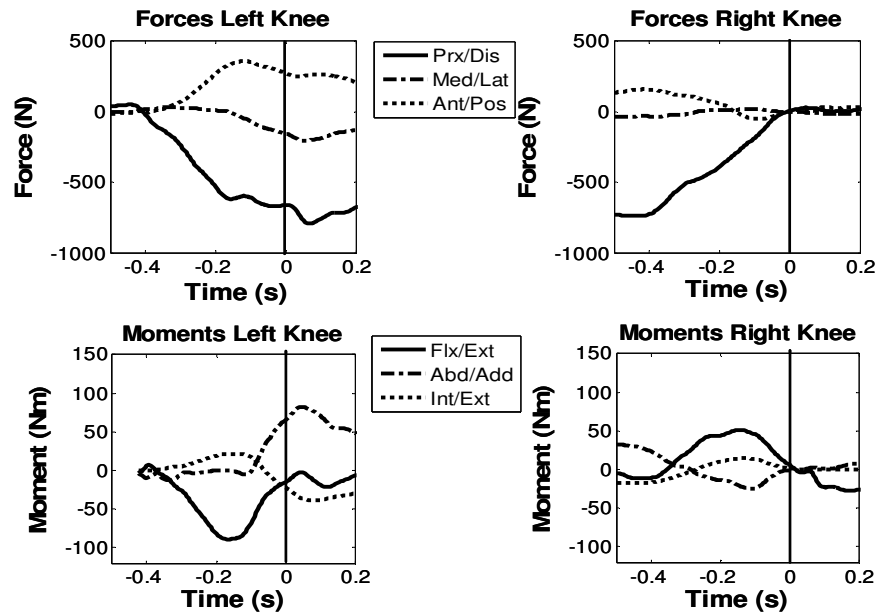 Forces Left Knee
500
0
-500
-1000
Force (N)
-0.4
-0.2
0
0.2
Time (s)
Prx/Dis
Med/Lat
Ant/Pos
Forces Right Knee
500
0
-500
-1000
Force (N)
-0.4
-0.2
0
0.2
Time (s)
Moments Left Knee
150
100
50
0
-50
-100
Moment (Nm)
-0.4
-0.2
0
0.2
Time (s)
Flx/Ext
Abd/Add
Int/Ext
Moments Right Knee
150
100
50
0
-50
-100
Moment (Nm)
-0.4
-0.2
0
0.2
Time (s)